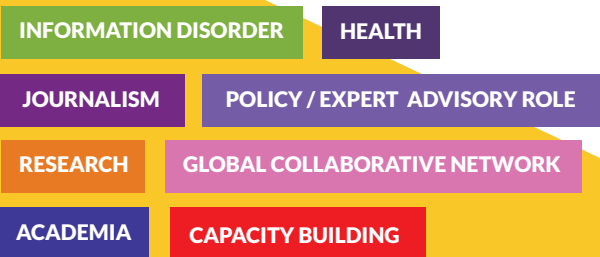 INFORMATION DISORDER
HEALTH
JOURNALISM
POLICY / EXPERT ADVISORY ROLE
RESEARCH
GLOBAL COLLABORATIVE NETWORK
ACADEMIA
CAPACITY BUILDING